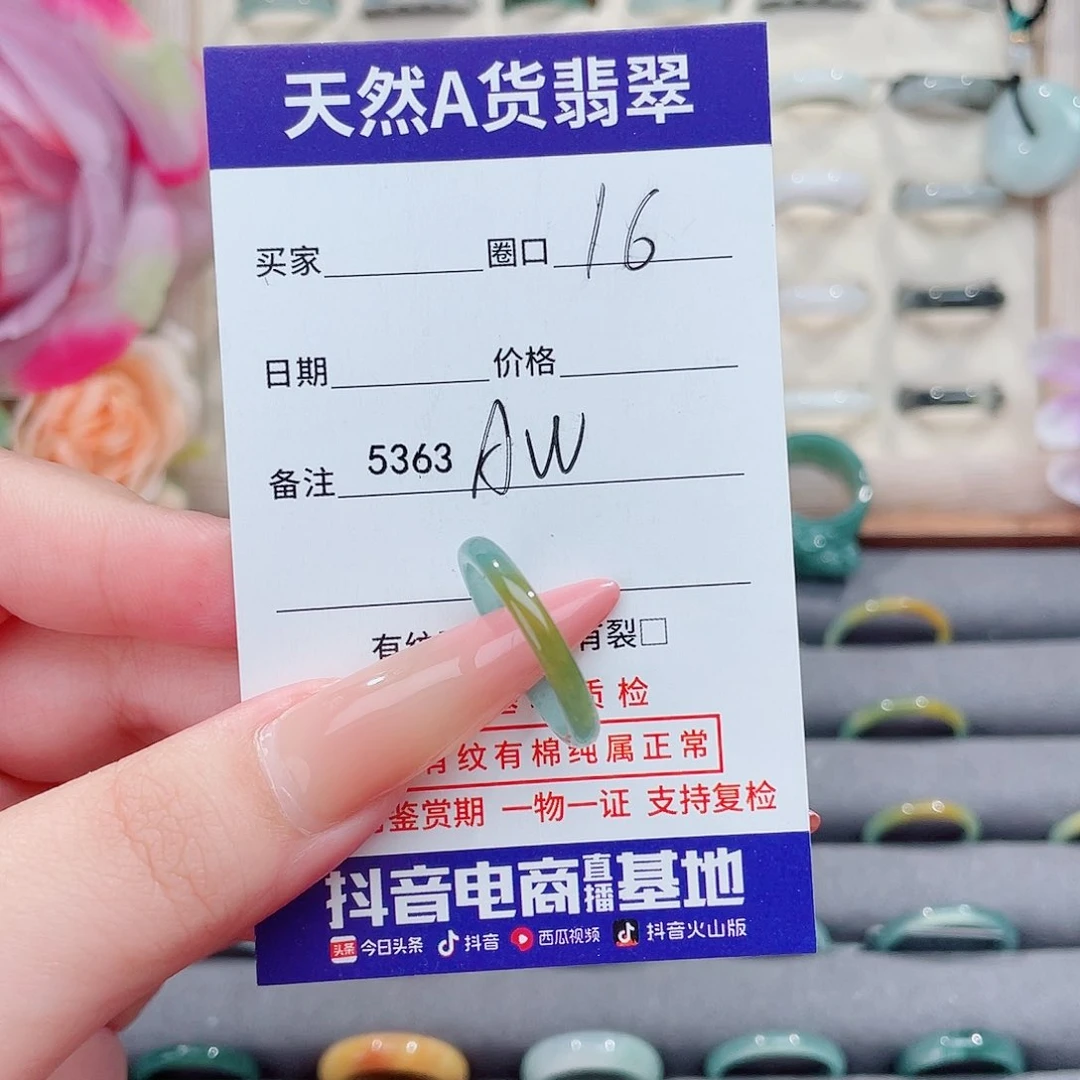 天然A货翡翠
买家 圈口 16
日期 价格
备注 5363 AW
有裂□
质检
有纹有棉纯属正常
鉴赏期 一物一证 支持复检
抖音电商直播基地
头条 今日头条 抖音 西瓜视频 抖音火山版